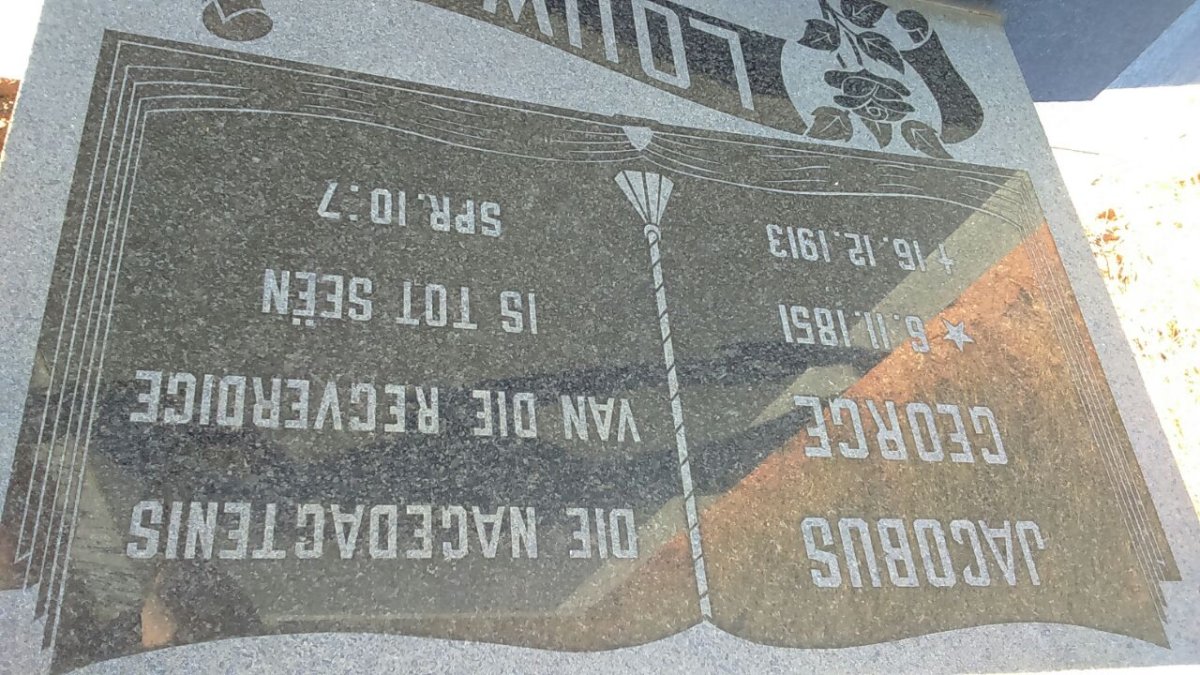 JACOBUS
GEORGE
★ 6.11.1851
† 16.12.1913
DIE NAGEDAGTENIS
VAN DIE REGVERDIGE
IS TOT SEËN
SPR. 10:7
LOUW